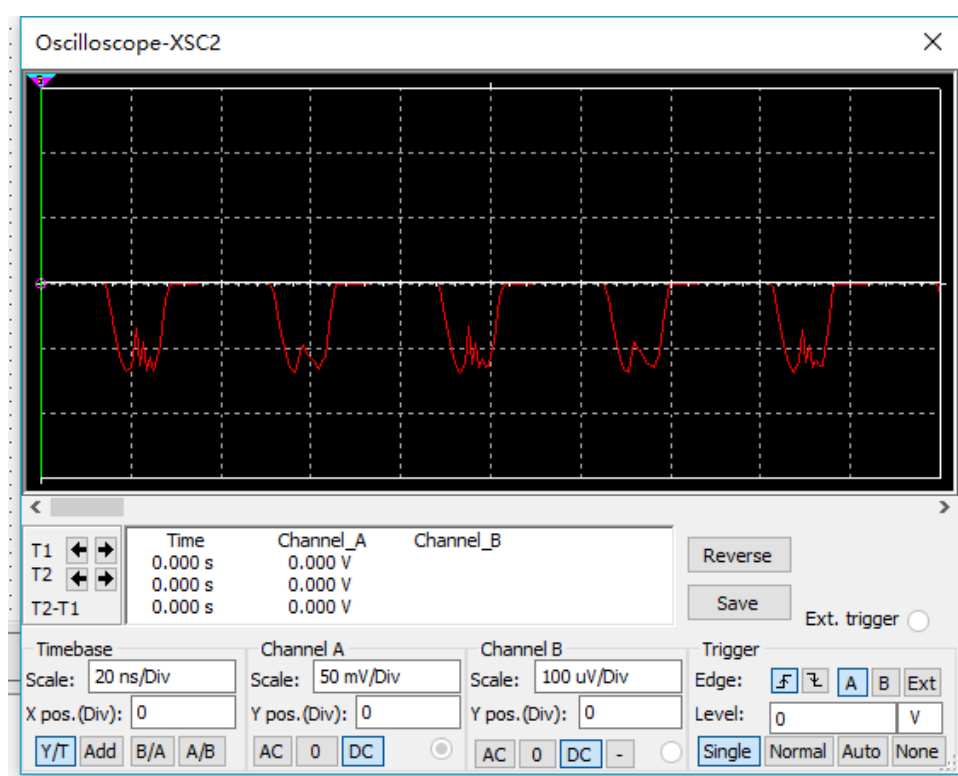 Oscilloscope-XSC2
Time Channel_A Channel_B
T1 0.000 s 0.000 V
T2 0.000 s 0.000 V
T2-T1 0.000 s 0.000 V
Reverse
Save
Ext. trigger
Timebase
Scale: 20 ns/Div
X pos.(Div): 0
Y/T Add B/A A/B
Channel A
Scale: 50 mV/Div
Y pos.(Div): 0
AC 0 DC
Channel B
Scale: 100 uV/Div
Y pos.(Div): 0
AC 0 DC -
Trigger
Edge: A B Ext
Level: 0 V
Single Normal Auto None